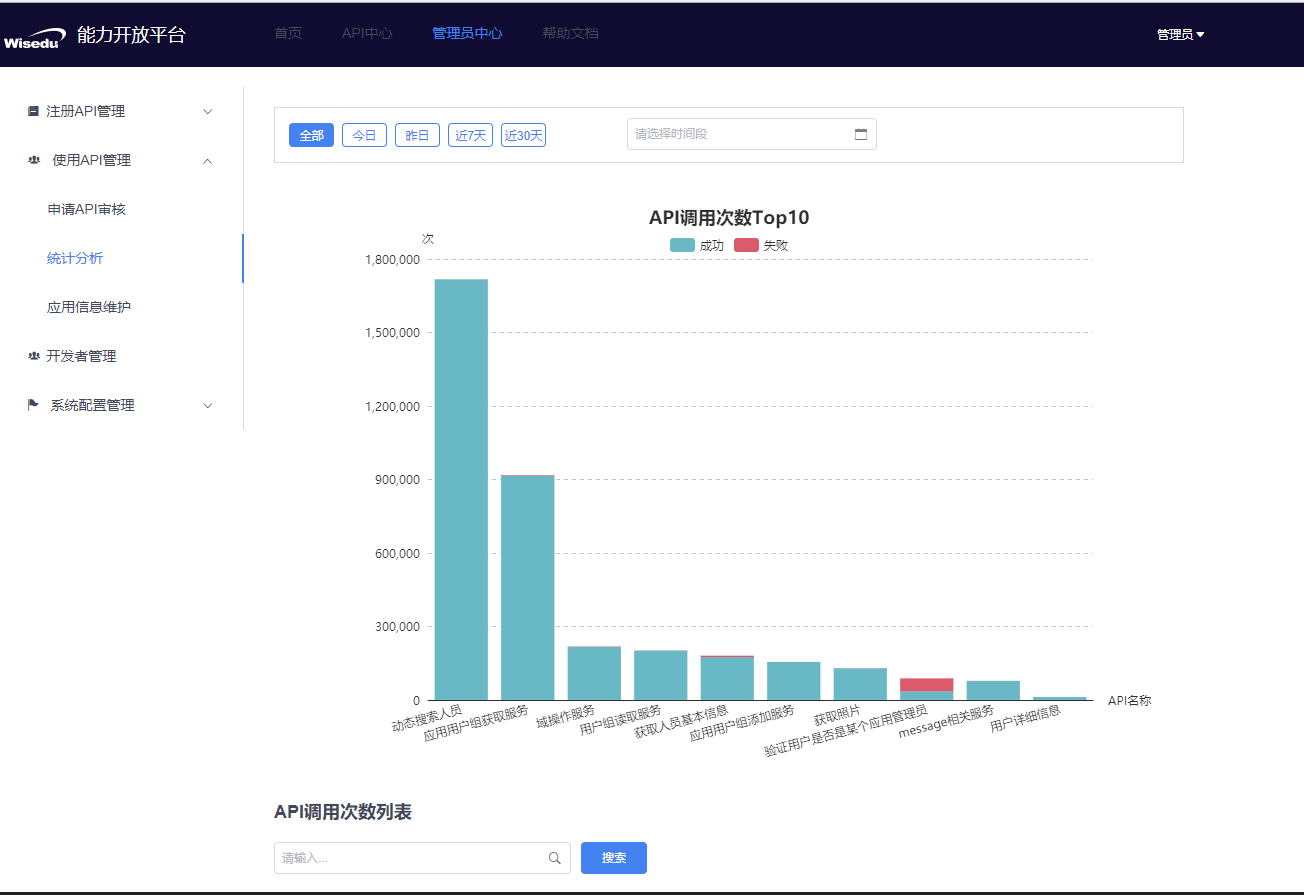 Wisedu 能力开放平台 首页 API中心 管理员中心 帮助文档 管理员
注册API管理
使用API管理
申请API审核
统计分析
应用信息维护
开发者管理
系统配置管理
全部 今日 昨日 近7天 近30天 请选择时间段
API调用次数Top10
次
成功 失败
1,800,000
1,500,000
1,200,000
900,000
600,000
300,000
0
动态搜索人员
应用用户组获取服务
域操作服务
用户组读取服务
获取人员基本信息
应用用户组添加服务
获取照片
验证用户是否是某个应用管理员
message相关服务
用户详细信息
API名称
API调用次数列表
请输入... 搜索